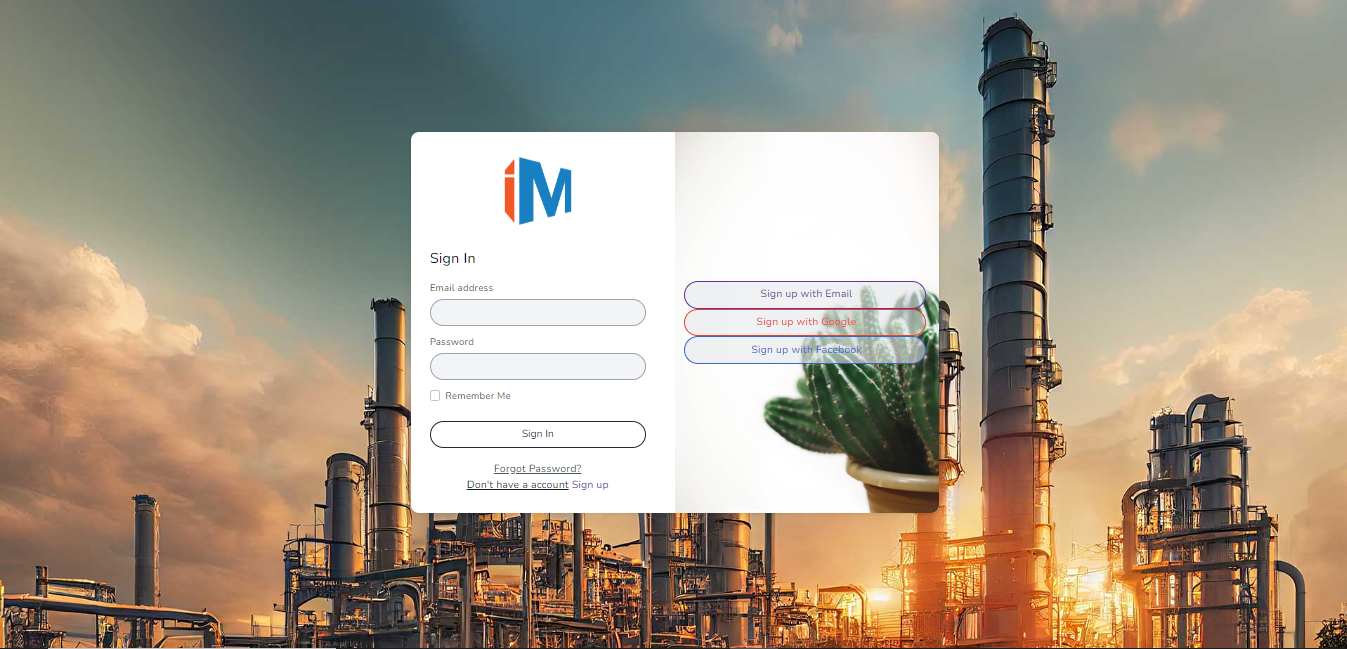 iM
Sign In
Email address
Password
Remember Me
Sign In
Forgot Password?
Don't have a account Sign up
Sign up with Email
Sign up with Google
Sign up with Facebook